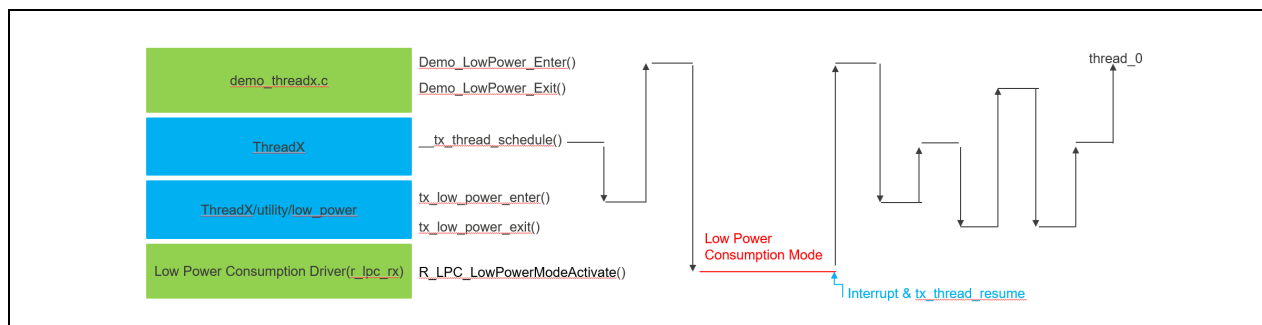 demo_threadx.c
Demo_LowPower_Enter()
Demo_LowPower_Exit()
thread_0
ThreadX
__tx_thread_schedule()
ThreadX/utility/low_power
tx_low_power_enter()
tx_low_power_exit()
Low Power
Consumption Mode
Low Power Consumption Driver(r_lpc_rx)
R_LPC_LowPowerModeActivate()
Interrupt & tx_thread_resume